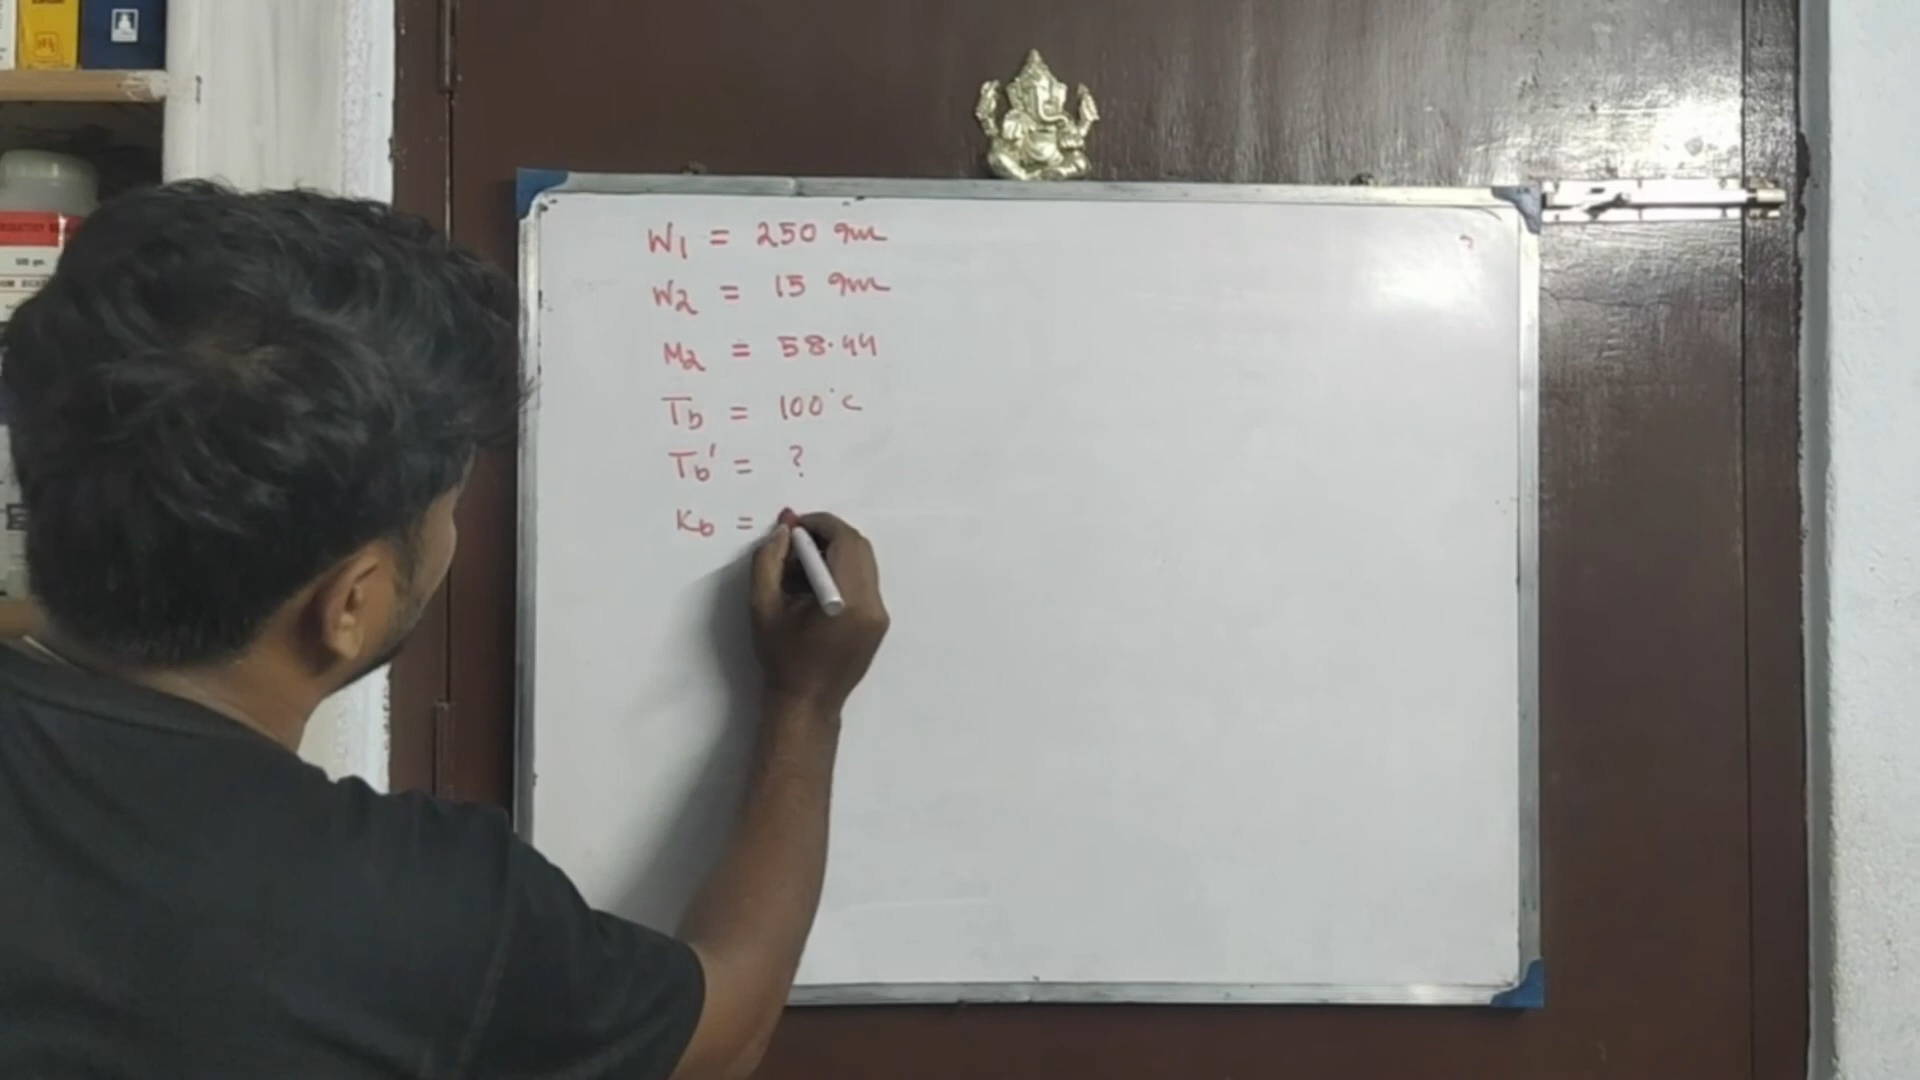 W1 = 250 gm
W2 = 15 gm
M2 = 58.44
Tb = 100°C
Tb' = ?
Kb =